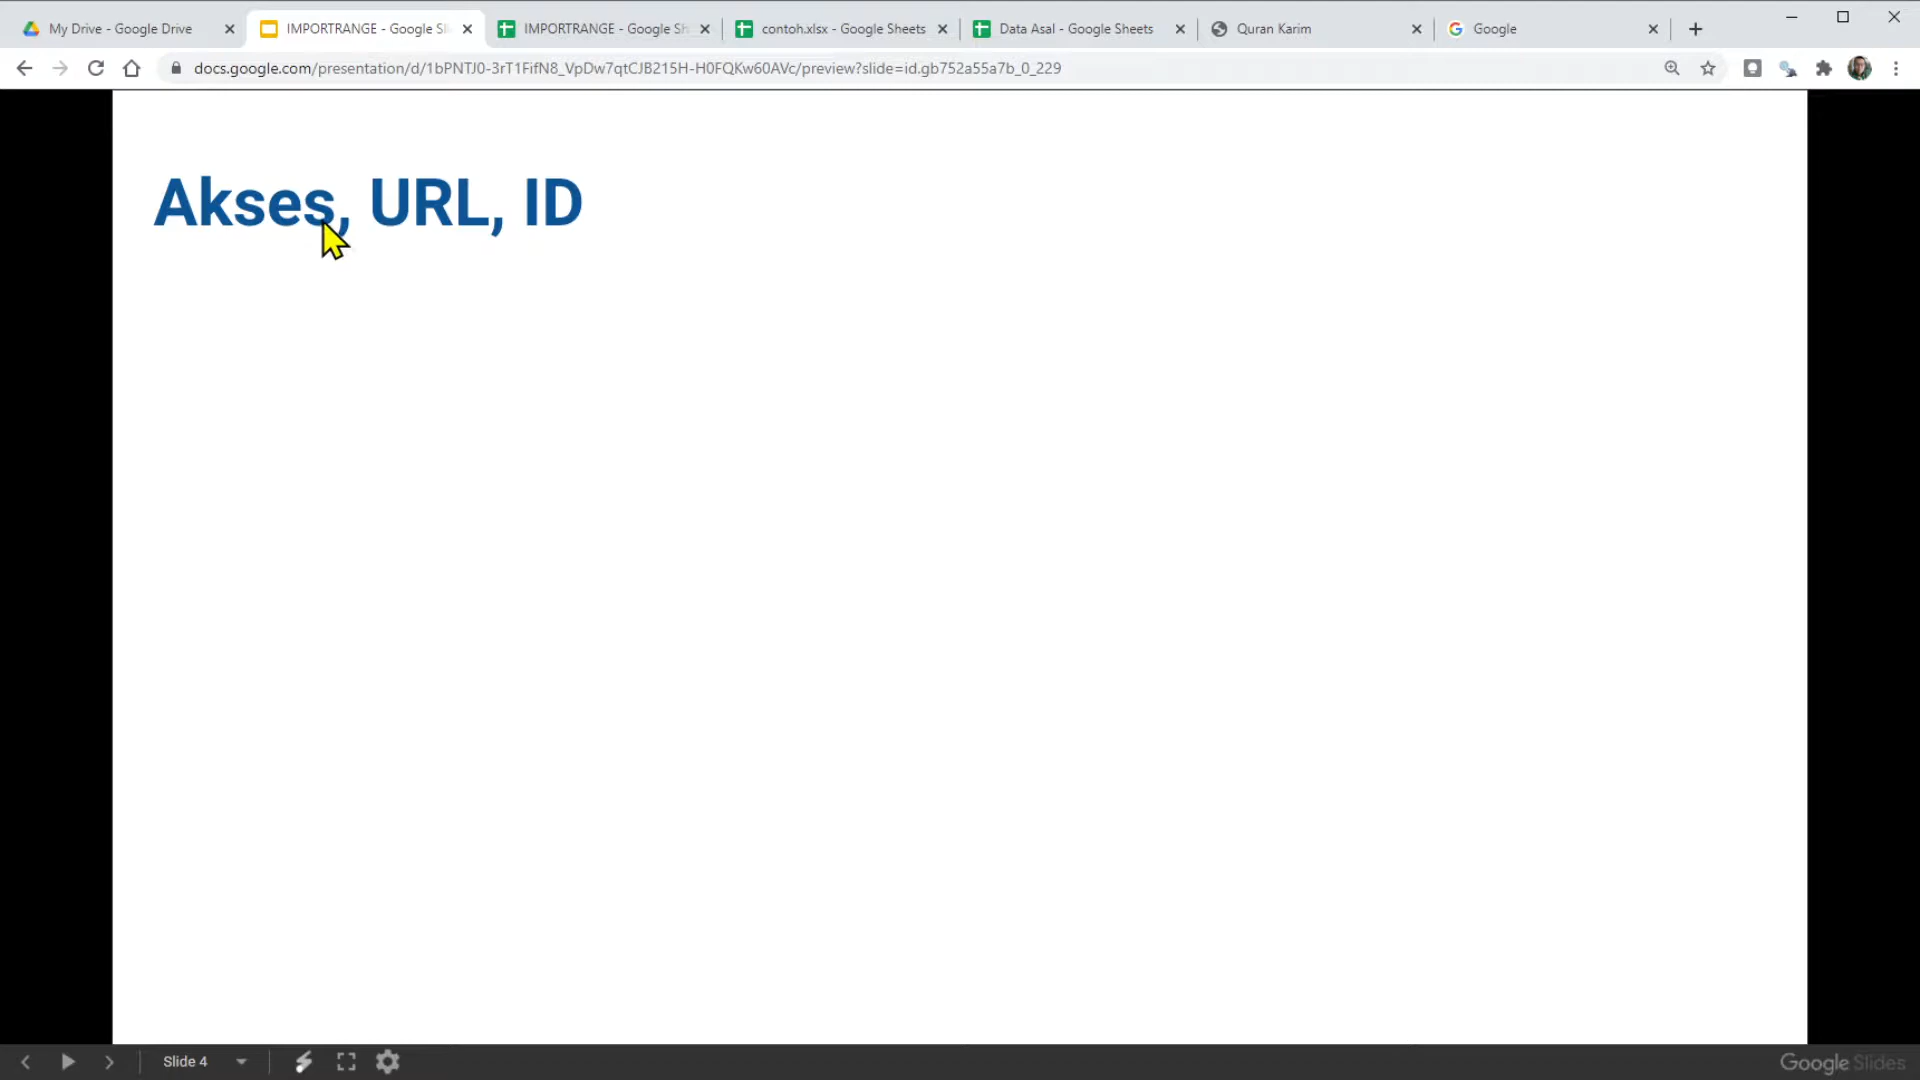 My Drive - Google Drive
IMPORTRANGE - Google Sl
IMPORTRANGE - Google Sh
contoh.xlsx - Google Sheets
Data Asal - Google Sheets
Quran Karim
Google
docs.google.com/presentation/d/1bPNTJ0-3rT1FifN8_VpDw7qtCJB215H-H0FQKw60AVc/preview?slide=id.gb752a55a7b_0_229
Akses, URL, ID
Slide 4
Google Slides